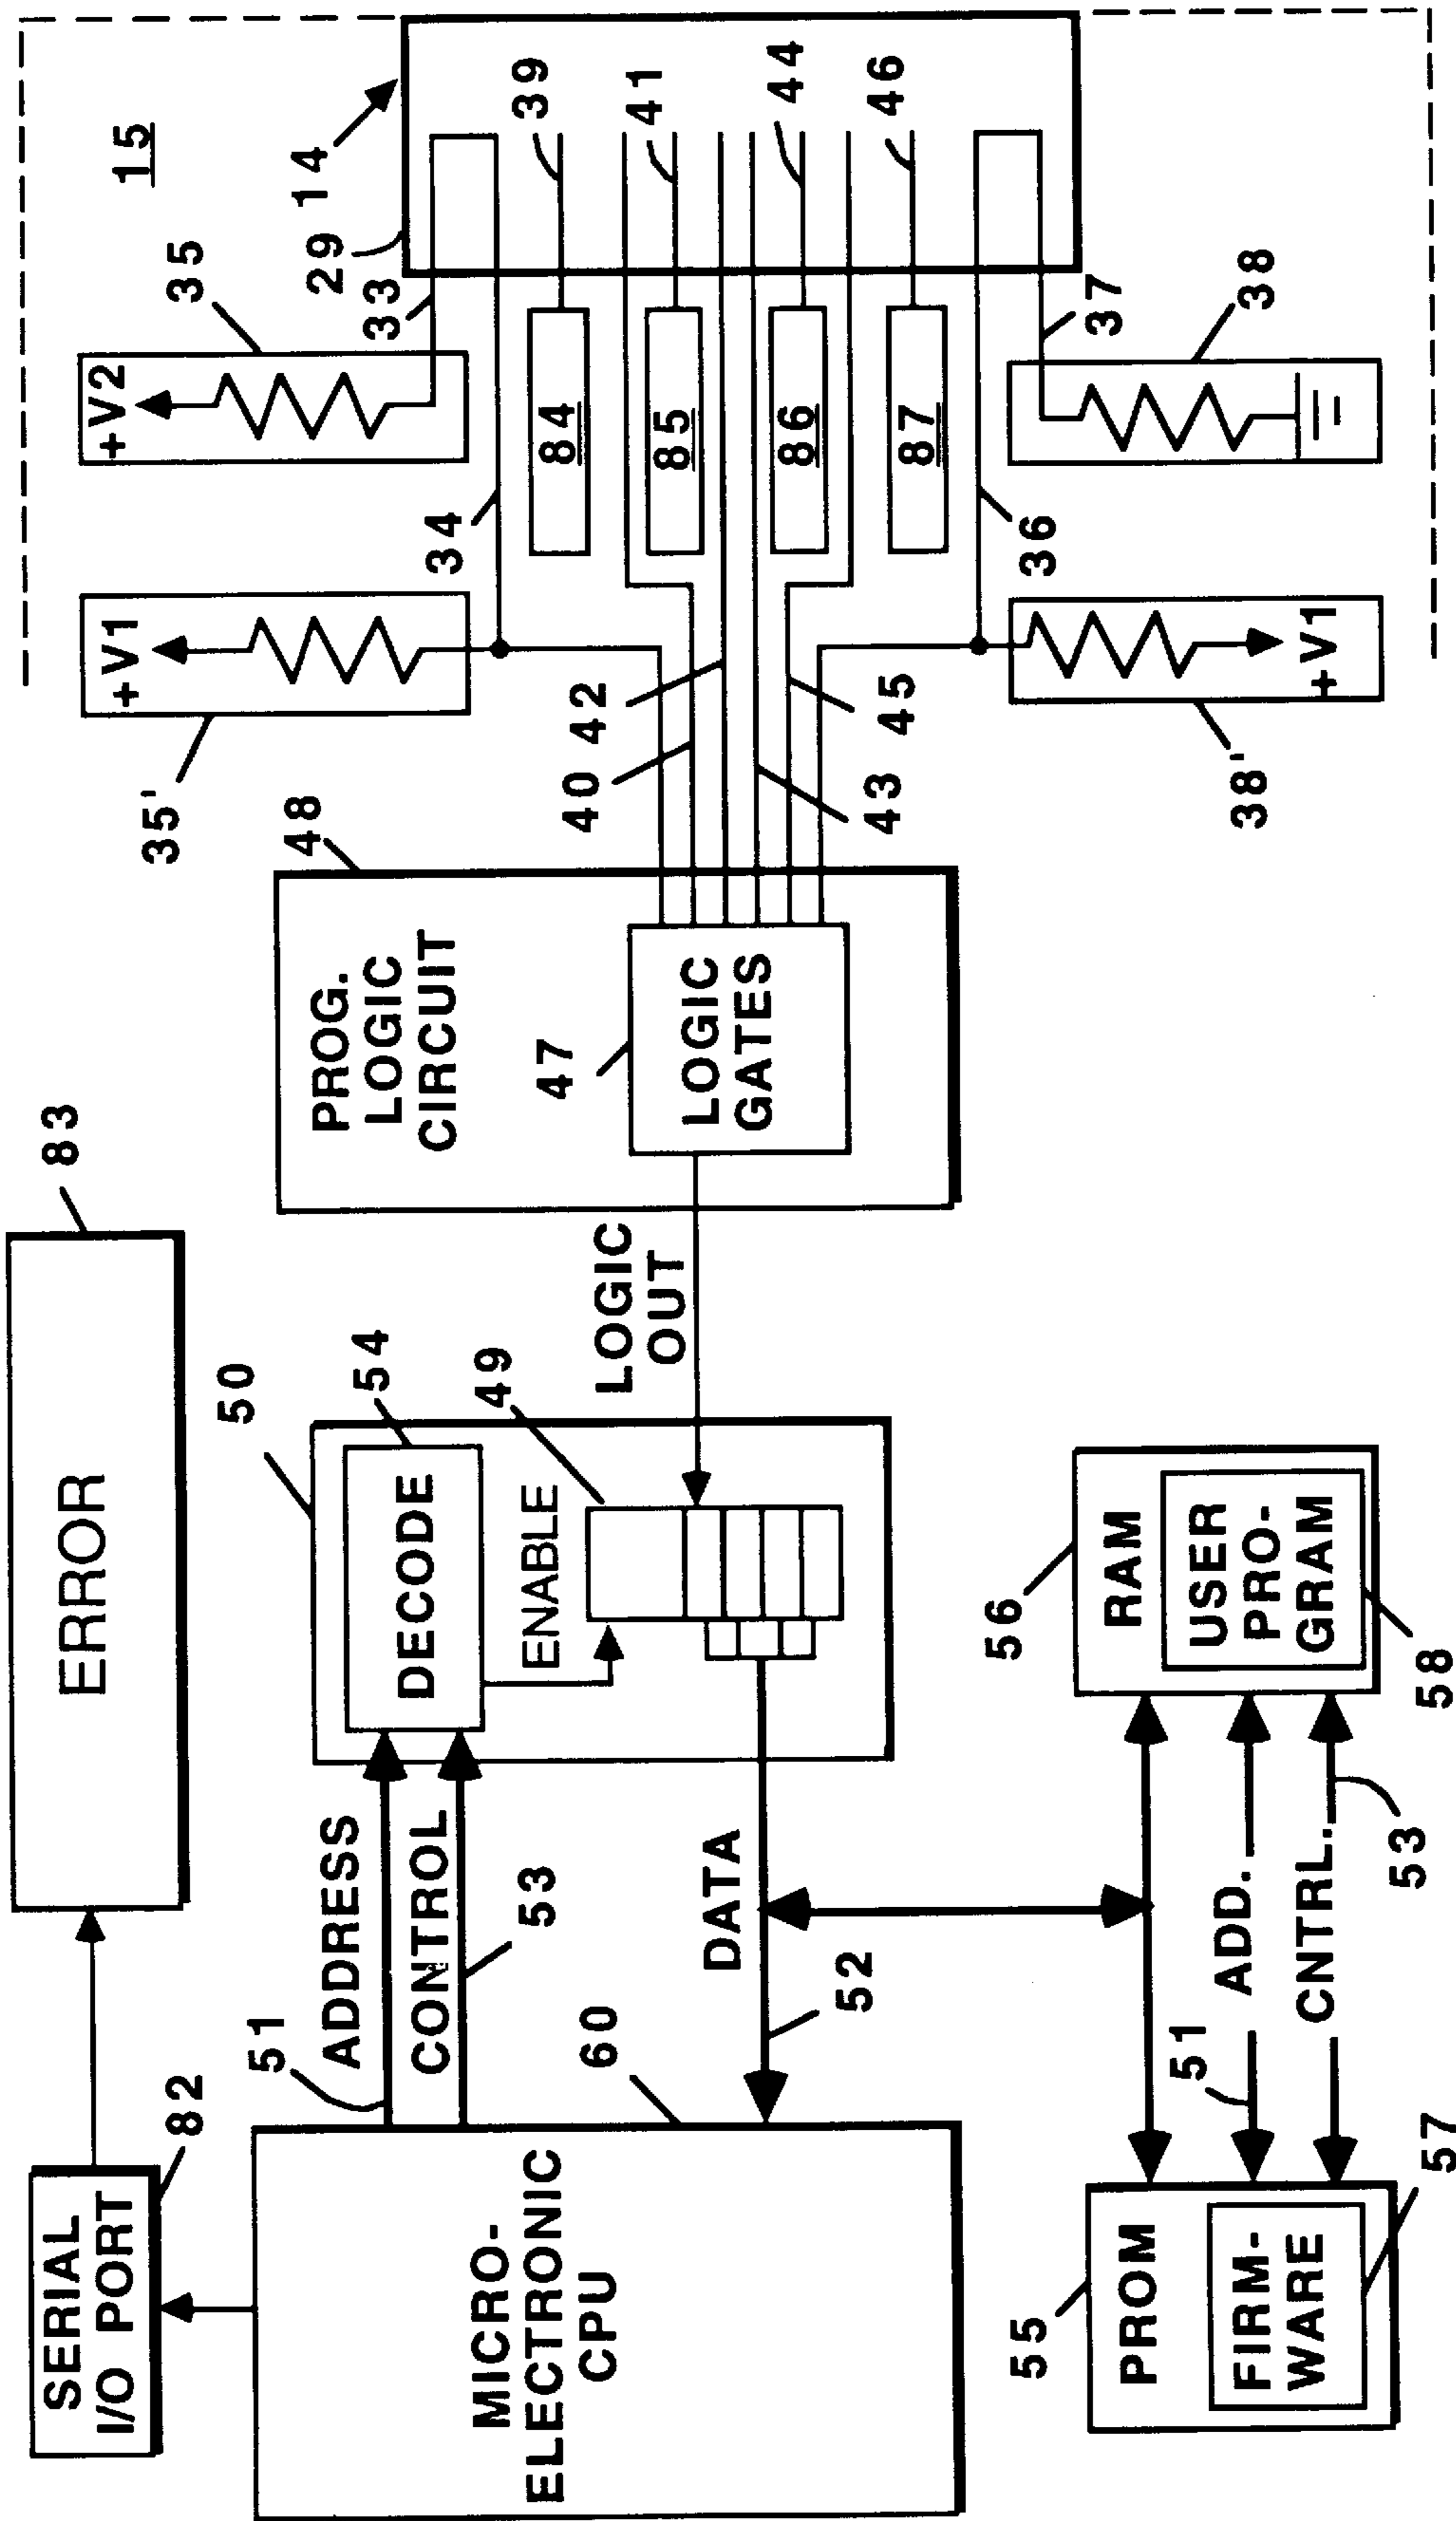 SERIAL
I/O PORT
82
ERROR
83
MICRO-
ELECTRONIC
CPU
60
51
ADDRESS
CONTROL
53
DATA
52
50
DECODE
54
ENABLE
49
LOGIC
OUT
PROG.
LOGIC
CIRCUIT
48
47
LOGIC
GATES
55
PROM
FIRM-
WARE
57
51
ADD.
CNTRL.
53
56
RAM
USER
PRO-
GRAM
58
35'
+V1
35
+V2
15
14
29
33
34
39
84
41
85
40
42
43
45
44
86
46
87
36
37
38
38'
+V1